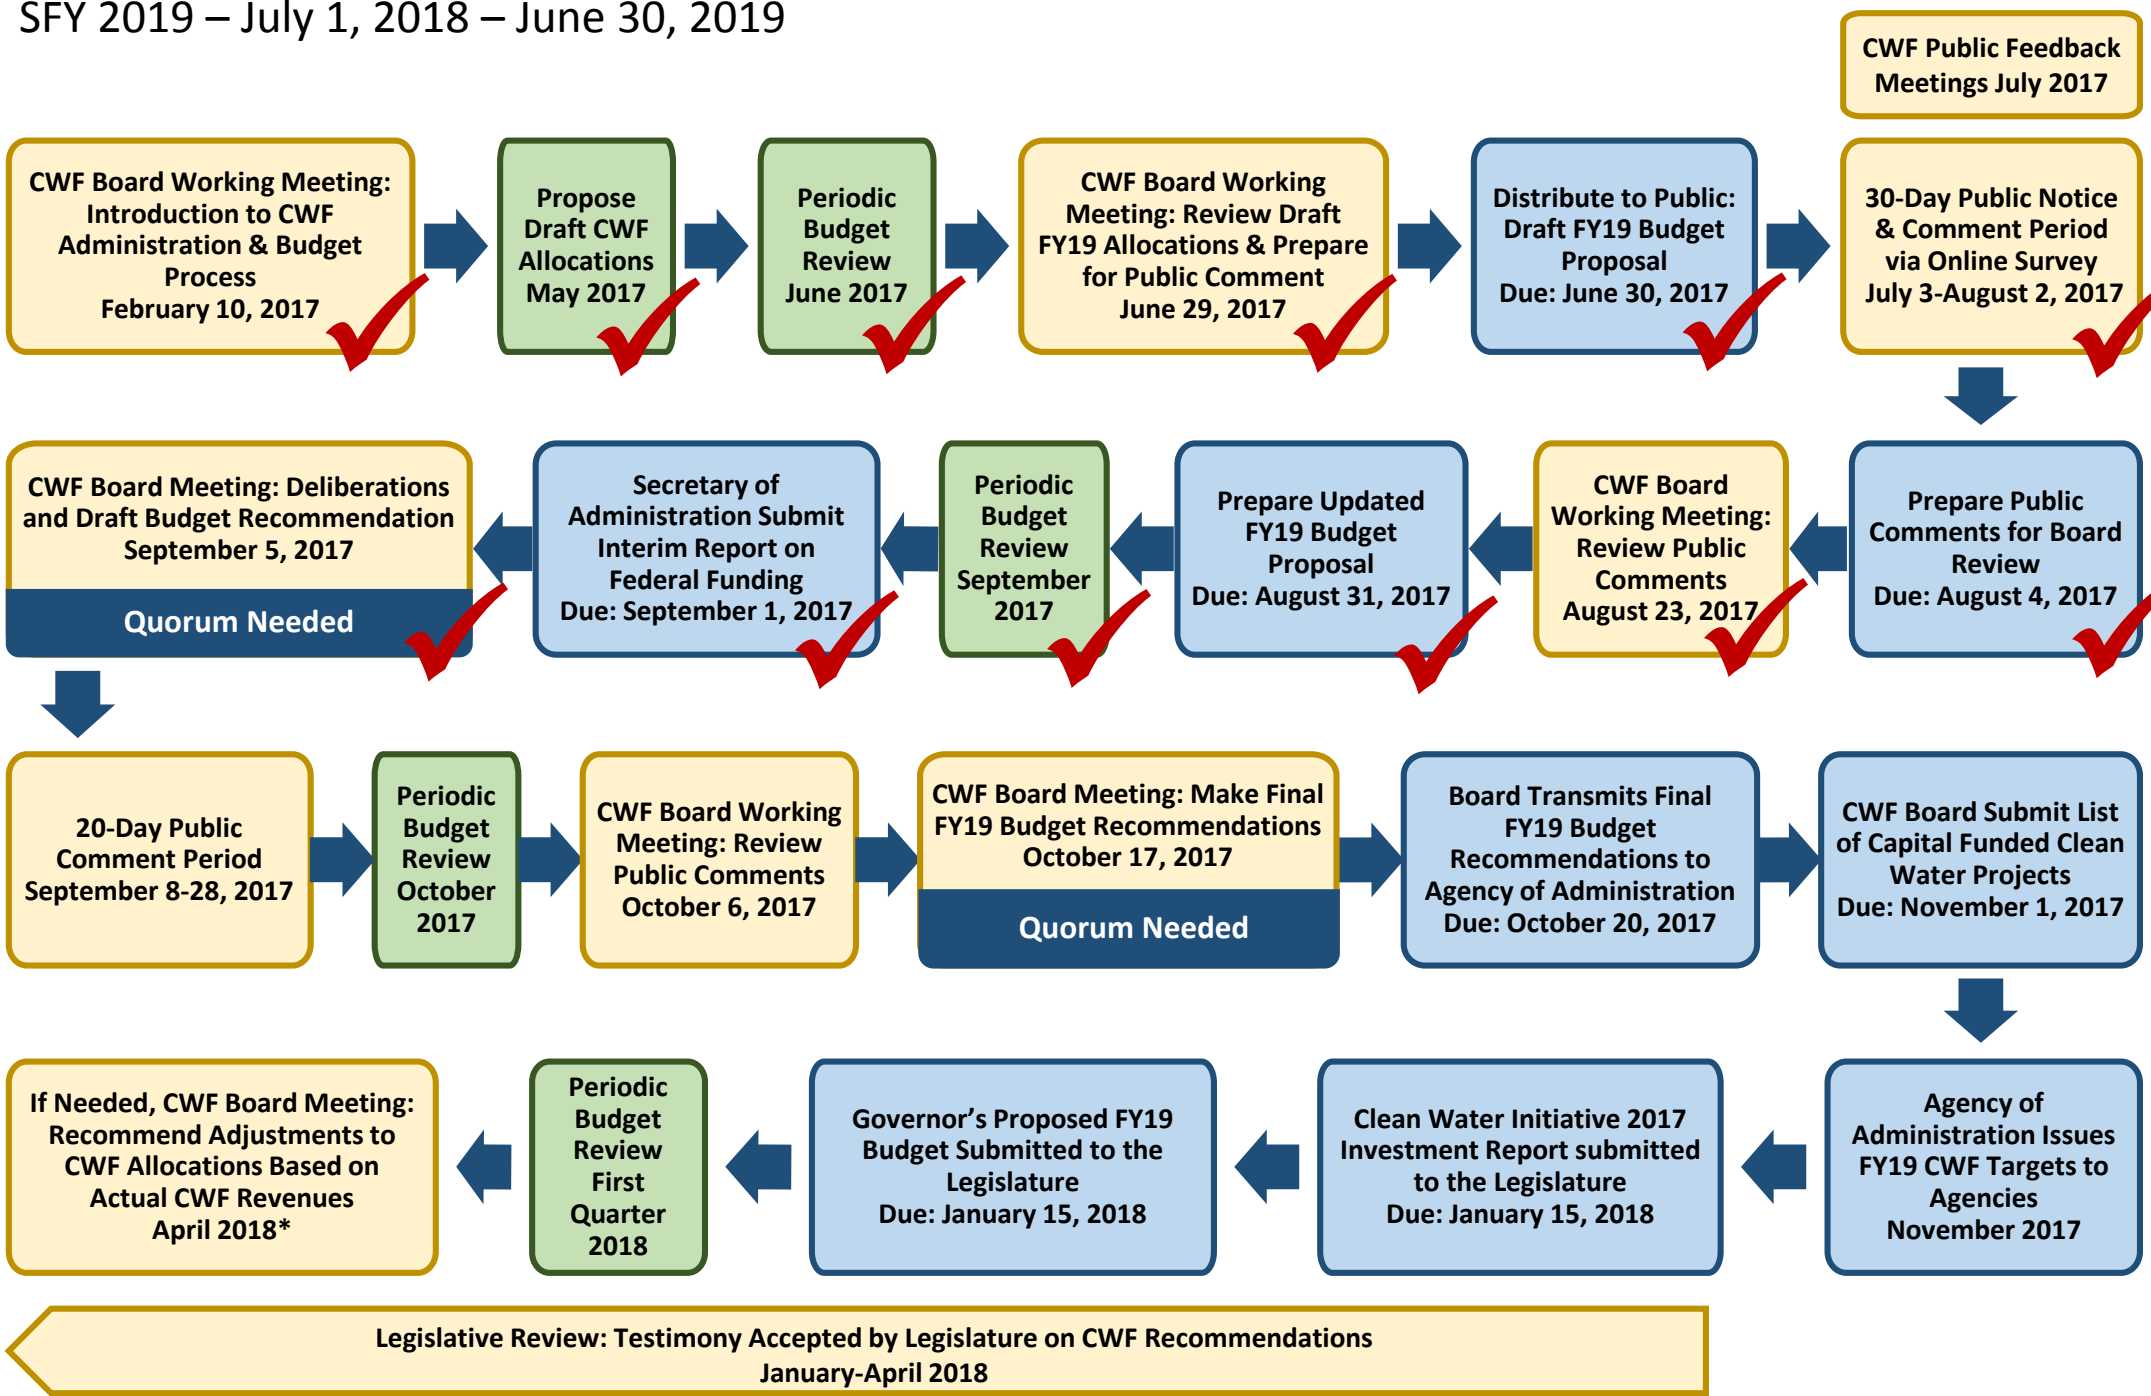 SFY 2019 – July 1, 2018 – June 30, 2019
CWF Public Feedback
Meetings July 2017
CWF Board Working Meeting:
Introduction to CWF
Administration & Budget
Process
February 10, 2017
Propose
Draft CWF
Allocations
May 2017
Periodic
Budget
Review
June 2017
CWF Board Working
Meeting: Review Draft
FY19 Allocations & Prepare
for Public Comment
June 29, 2017
Distribute to Public:
Draft FY19 Budget
Proposal
Due: June 30, 2017
30-Day Public Notice
& Comment Period
via Online Survey
July 3-August 2, 2017
Prepare Public
Comments for Board
Review
Due: August 4, 2017
CWF Board
Working Meeting:
Review Public
Comments
August 23, 2017
Prepare Updated
FY19 Budget
Proposal
Due: August 31, 2017
Periodic
Budget
Review
September
2017
Secretary of
Administration Submit
Interim Report on
Federal Funding
Due: September 1, 2017
CWF Board Meeting: Deliberations
and Draft Budget Recommendation
September 5, 2017
Quorum Needed
20-Day Public
Comment Period
September 8-28, 2017
Periodic
Budget
Review
October
2017
CWF Board Working
Meeting: Review
Public Comments
October 6, 2017
CWF Board Meeting: Make Final
FY19 Budget Recommendations
October 17, 2017
Quorum Needed
Board Transmits Final
FY19 Budget
Recommendations to
Agency of Administration
Due: October 20, 2017
CWF Board Submit List
of Capital Funded Clean
Water Projects
Due: November 1, 2017
Agency of
Administration Issues
FY19 CWF Targets to
Agencies
November 2017
Clean Water Initiative 2017
Investment Report submitted
to the Legislature
Due: January 15, 2018
Governor’s Proposed FY19
Budget Submitted to the
Legislature
Due: January 15, 2018
Periodic
Budget
Review
First
Quarter
2018
If Needed, CWF Board Meeting:
Recommend Adjustments to
CWF Allocations Based on
Actual CWF Revenues
April 2018*
Legislative Review: Testimony Accepted by Legislature on CWF Recommendations
January-April 2018